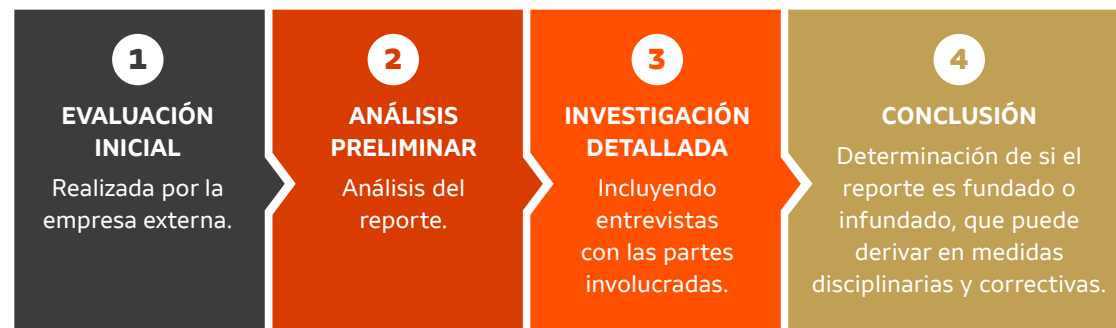 1
EVALUACIÓN
INICIAL
Realizada por la
empresa externa.
2
ANÁLISIS
PRELIMINAR
Análisis del
reporte.
3
INVESTIGACIÓN
DETALLADA
Incluyendo
entrevistas
con las partes
involucradas.
4
CONCLUSIÓN
Determinación de si el
reporte es fundado o
infundado, que puede
derivar en medidas
disciplinarias y correctivas.